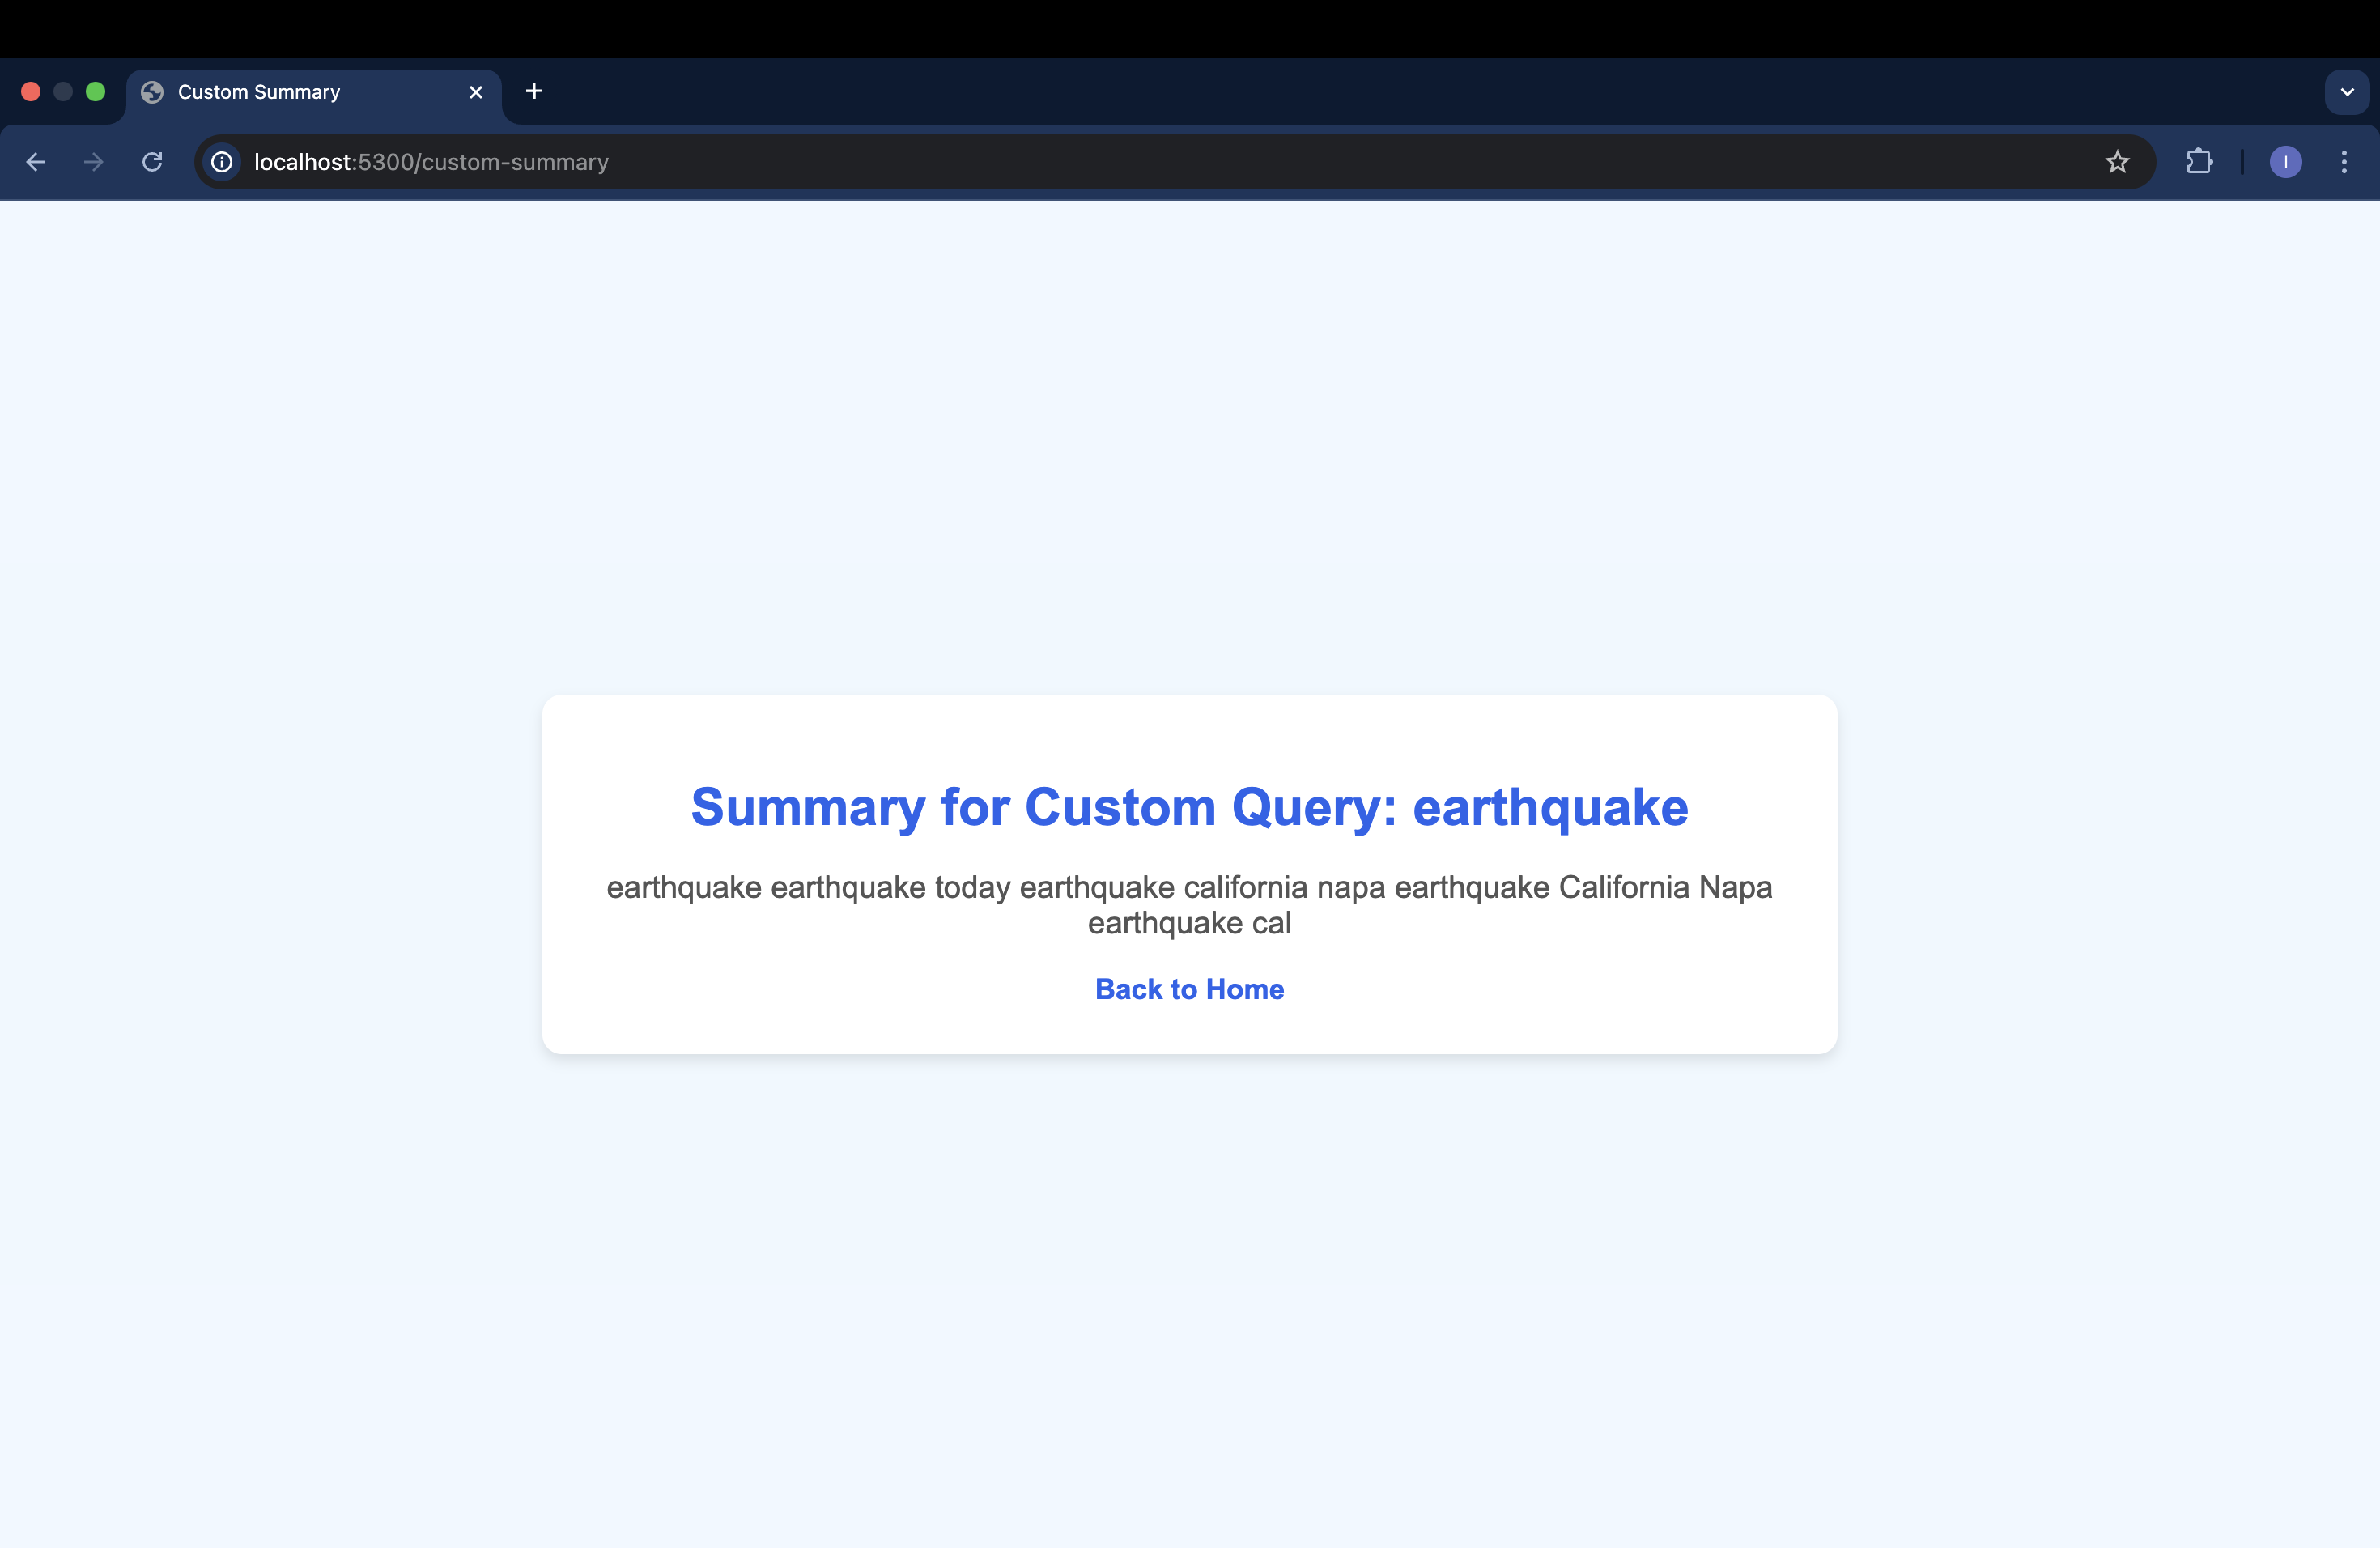 Custom Summary
localhost:5300/custom-summary
I
Summary for Custom Query: earthquake
earthquake earthquake today earthquake california napa earthquake California Napa
earthquake cal
Back to Home